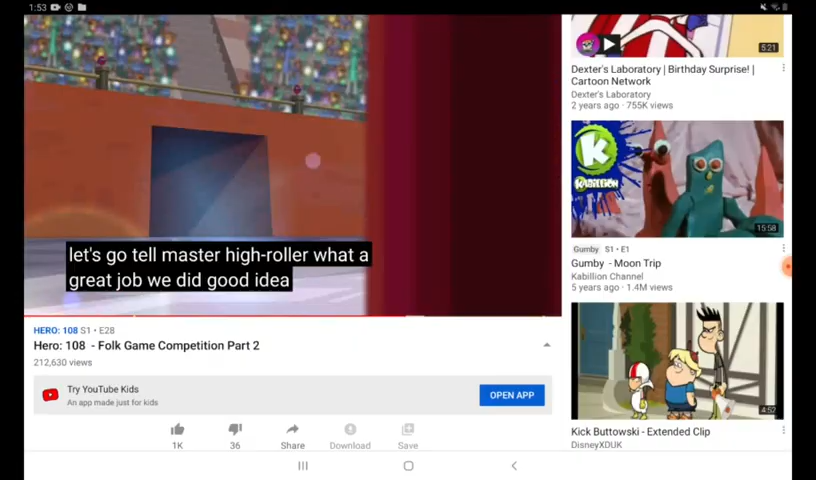 1:53
let's go tell master high-roller what a
great job we did good idea
HERO: 108 S1 • E28
Hero: 108 - Folk Game Competition Part 2
212,630 views
Try YouTube Kids
An app made just for kids
OPEN APP
1K
36
Share
Download
Save
5:21
Dexter's Laboratory | Birthday Surprise! |
Cartoon Network
Dexter's Laboratory
2 years ago • 755K views
K
KABILLION
15:58
Gumby S1 • E1
Gumby - Moon Trip
Kabillion Channel
5 years ago • 1.4M views
4:52
Kick Buttowski - Extended Clip
DisneyXDUK